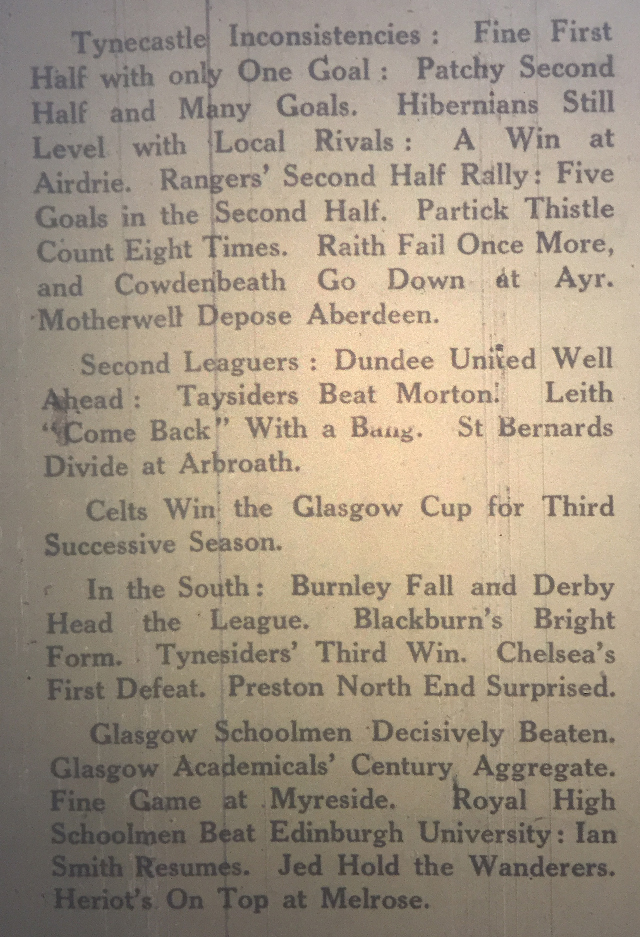 Tynecastle Inconsistencies : Fine First
Half with only One Goal : Patchy Second
Half and Many Goals. Hibernians Still
Level with Local Rivals : A Win at
Airdrie. Rangers' Second Half Rally : Five
Goals in the Second Half. Partick Thistle
Count Eight Times. Raith Fail Once More,
and Cowdenbeath Go Down at Ayr.
Motherwell Depose Aberdeen.
Second Leaguers : Dundee United Well
Ahead : Taysiders Beat Morton. Leith
"Come Back" With a Bang. St Bernards
Divide at Arbroath.
Celts Win the Glasgow Cup for Third
Successive Season.
In the South : Burnley Fall and Derby
Head the League. Blackburn's Bright
Form. Tynesiders' Third Win. Chelsea's
First Defeat. Preston North End Surprised.
Glasgow Schoolmen Decisively Beaten.
Glasgow Academicals' Century Aggregate.
Fine Game at Myreside. Royal High
Schoolmen Beat Edinburgh University : Ian
Smith Resumes. Jed Hold the Wanderers.
Heriot's On Top at Melrose.